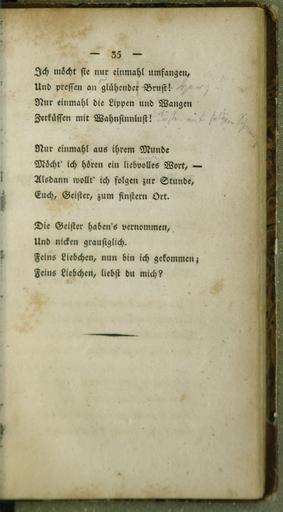 — 35 —
Ich möcht sie nur einmahl umfangen,
Und pressen an glühender Brust!
Nur einmahl die Lippen und Wangen
Zerküssen mit Wahnsinnlust!
Nur einmahl aus ihrem Munde
Möcht' ich hören ein liebvolles Wort, —
Alsdann wollt' ich folgen zur Stunde,
Euch, Geister, zum finstern Ort.
Die Geister haben's vernommen,
Und nicken grausiglich.
Feins Liebchen, nun bin ich gekommen;
Feins Liebchen, liebst du mich?